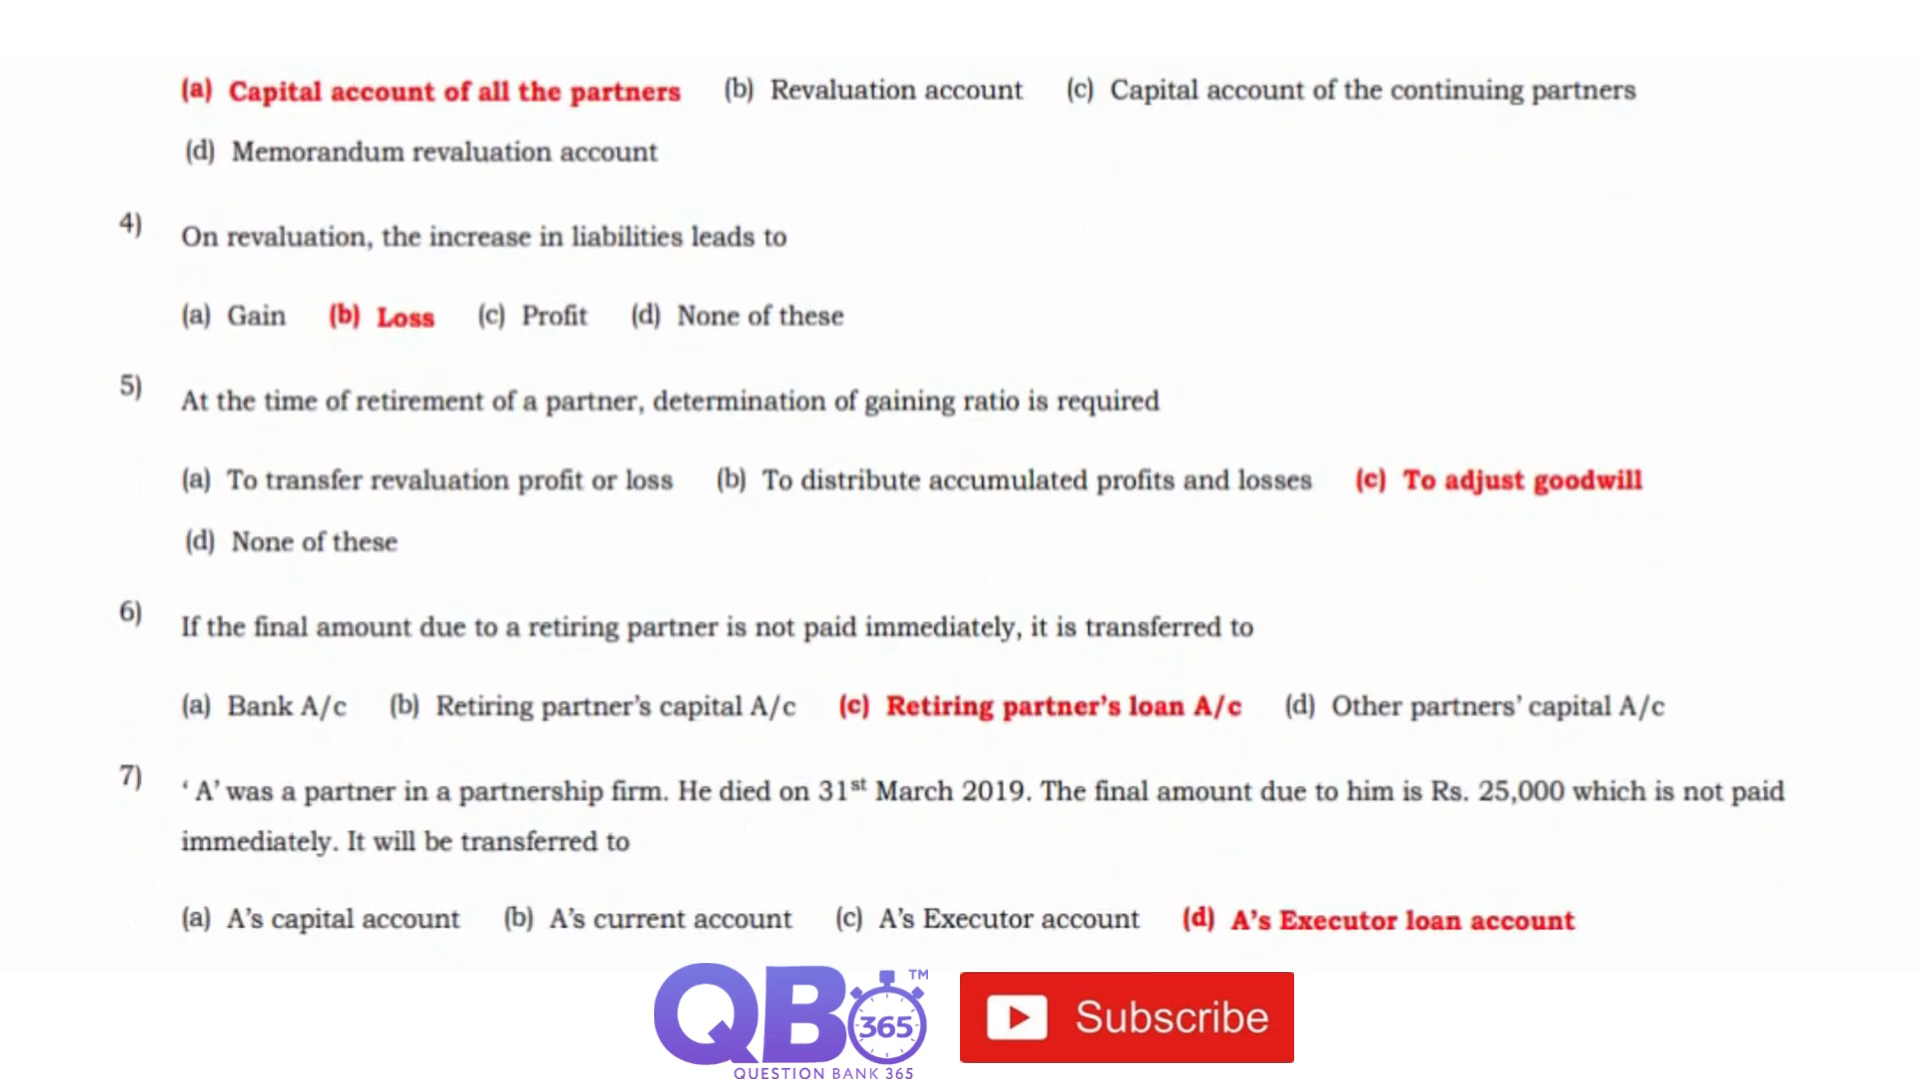 (a) Capital account of all the partners (b) Revaluation account (c) Capital account of the continuing partners
(d) Memorandum revaluation account
4) On revaluation, the increase in liabilities leads to
(a) Gain (b) Loss (c) Profit (d) None of these
5) At the time of retirement of a partner, determination of gaining ratio is required
(a) To transfer revaluation profit or loss (b) To distribute accumulated profits and losses (c) To adjust goodwill
(d) None of these
6) If the final amount due to a retiring partner is not paid immediately, it is transferred to
(a) Bank A/c (b) Retiring partner's capital A/c (c) Retiring partner's loan A/c (d) Other partners' capital A/c
7) ‘ A’ was a partner in a partnership firm. He died on 31st March 2019. The final amount due to him is Rs. 25,000 which is not paid
immediately. It will be transferred to
(a) A’s capital account (b) A’s current account (c) A’s Executor account (d) A’s Executor loan account
QB 365 TM
QUESTION BANK 365
Subscribe